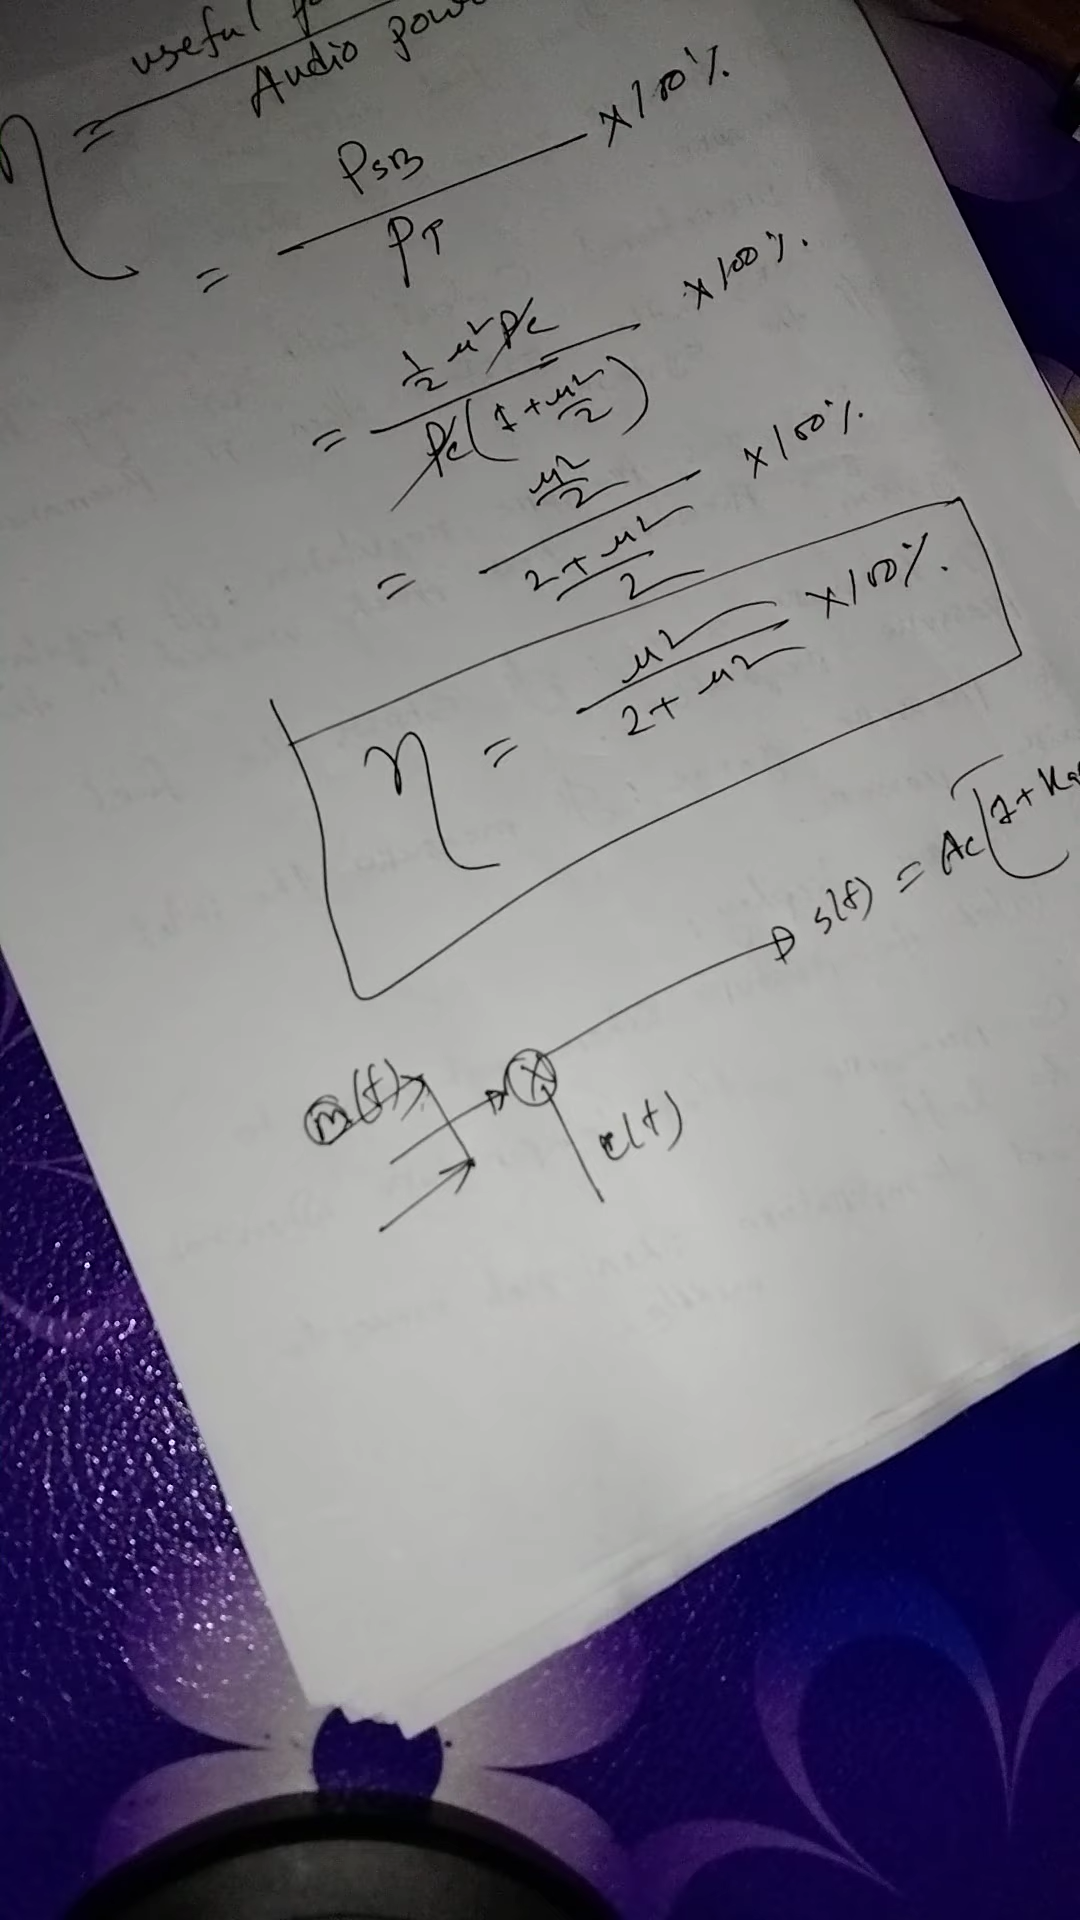 useful
η = Audio
= PSB / PT × 100%
= ½ μ² Pc / Pc(1 + μ²/2) × 100%
= μ²/2 / 2 + μ²/2 × 100%
η = μ² / 2 + μ² × 100%
s(t) = Ac[1 + Ka
m(t)
c(t)